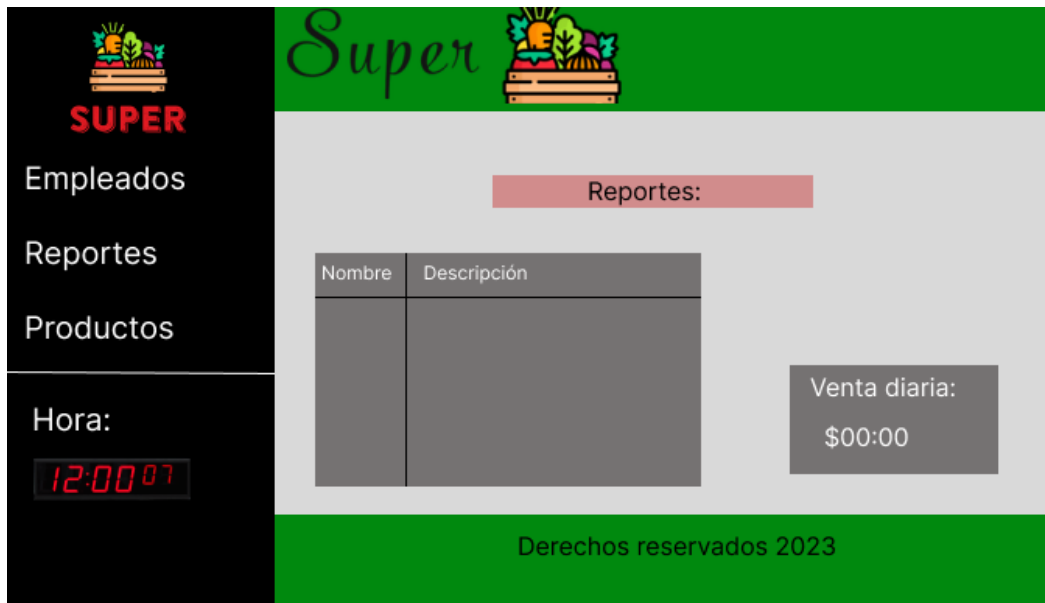 SUPER
Empleados
Reportes
Productos
Hora:
12:00 07
Super
Reportes:
Nombre Descripción
Venta diaria:
$00:00
Derechos reservados 2023